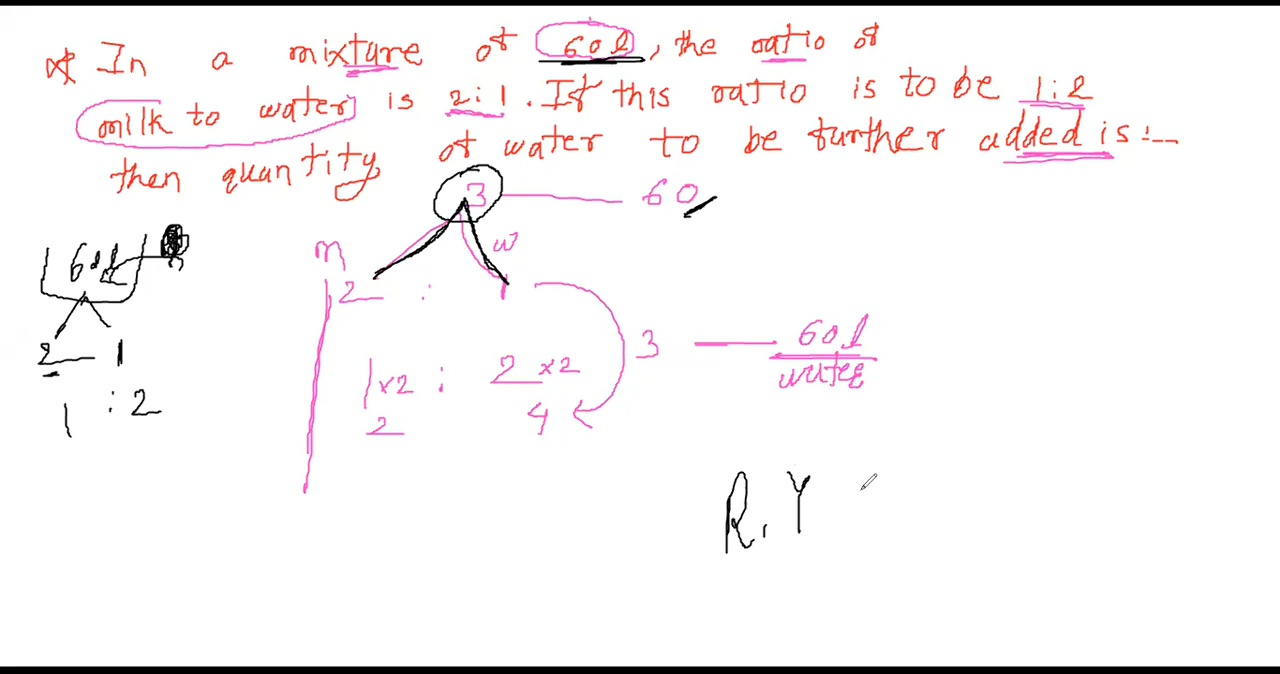 In a mixture of 60l, the ratio of
milk to water is 2:1. If this ratio is to be 1:2
then quantity of water to be further added is:-
3 60
m w
2 : 1
3 60l
water
1×2 : 2×2
2 4
60l
2 1
1 : 2
R, Y